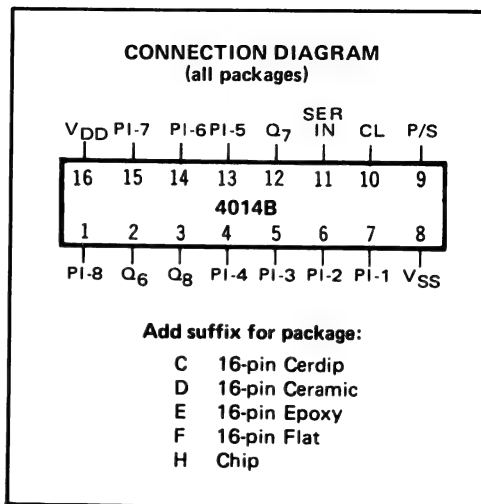 CONNECTION DIAGRAM
(all packages)
SER
VDD PI-7 PI-6 PI-5 Q7 IN CL P/S
16 15 14 13 12 11 10 9
4014B
1 2 3 4 5 6 7 8
PI-8 Q6 Q8 PI-4 PI-3 PI-2 PI-1 VSS
Add suffix for package:
C 16-pin Cerdip
D 16-pin Ceramic
E 16-pin Epoxy
F 16-pin Flat
H Chip